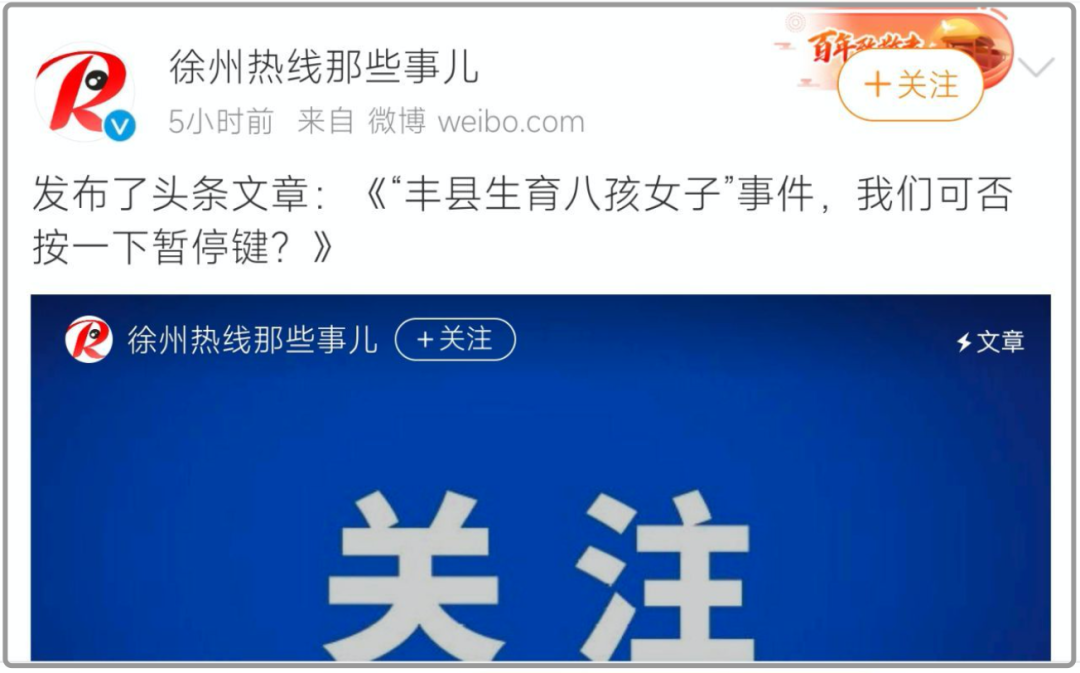 徐州热线那些事儿
5小时前 来自 微博 weibo.com
+关注
发布了头条文章：《“丰县生育八孩女子”事件，我们可否
按一下暂停键？》
徐州热线那些事儿 +关注
文章
关注